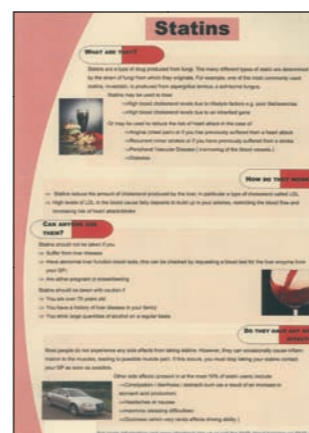 Statins
WHAT ARE THEY?
Statins are a type of drug produced from fungi. The many different types of statin are determined
by the strain of fungi from which they originate. For example, one of the most commonly used
statins, lovastatin, is produced from aspergillus terreus, a soil-borne fungus.
Statins may be used to treat
⇒High blood cholesterol levels due to lifestyle factors e.g. poor diet/exercise
⇒High blood cholesterol levels due to an inherited gene
Or may be used to reduce the risk of heart attack in the case of
⇒Angina (chest pain) or if you have previously suffered from a heart attack
⇒Recurrent minor strokes or if you have previously suffered from a stroke
⇒Peripheral Vascular Disease ( narrowing of the blood vessels )
⇒Diabetes
HOW DO THEY WORK
⇒ Statins reduce the amount of cholesterol produced by the liver, in particular a type of cholesterol called LDL
⇒ High levels of LDL in the blood cause fatty deposits to build up in your arteries, restricting the blood flow and
increasing risk of heart attack/stroke
CAN ANYONE USE
THEM?
Statins should not be taken if you
⇒ Suffer from liver disease
⇒ Have abnormal liver function blood tests, (this can be checked by requesting a blood test for the liver enzyme from
your GP)
⇒ Are either pregnant or breastfeeding
Statins should be taken with caution if
⇒ You are over 70 years old
⇒ You have a history of liver disease in your family
⇒ You drink large quantities of alcohol on a regular basis
DO THEY HAVE ANY SIDE
EFFECTS
Most people do not experience any side effects from taking statins. However, they can occasionally cause inflam-
mation to the muscles, leading to possible muscle pain. If this occurs, you must stop taking your statins contact
your GP as soon as possible.
Other side effects present in at the most 10% of statin users include:
⇒Constipation / diarrhoea / stomach ache (as a result of an increase in
stomach acid production)
⇒Headaches or nausea
⇒Insomnia (sleeping difficulties)
⇒Dizziness (which very rarely effects driving ability )